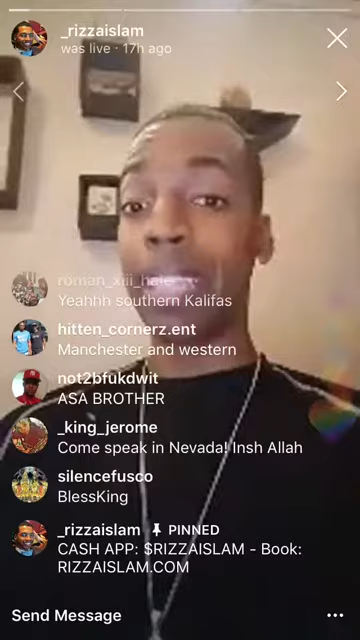 _rizzaislam
was live · 17h ago
roman_xiii_hale
Yeahhh southern Kalifas
hitten_cornerz.ent
Manchester and western
not2bfukdwit
ASA BROTHER
_king_jerome
Come speak in Nevada! Insh Allah
silencefusco
BlessKing
_rizzaislam PINNED
CASH APP: $RIZZAISLAM - Book:
RIZZAISLAM.COM
Send Message